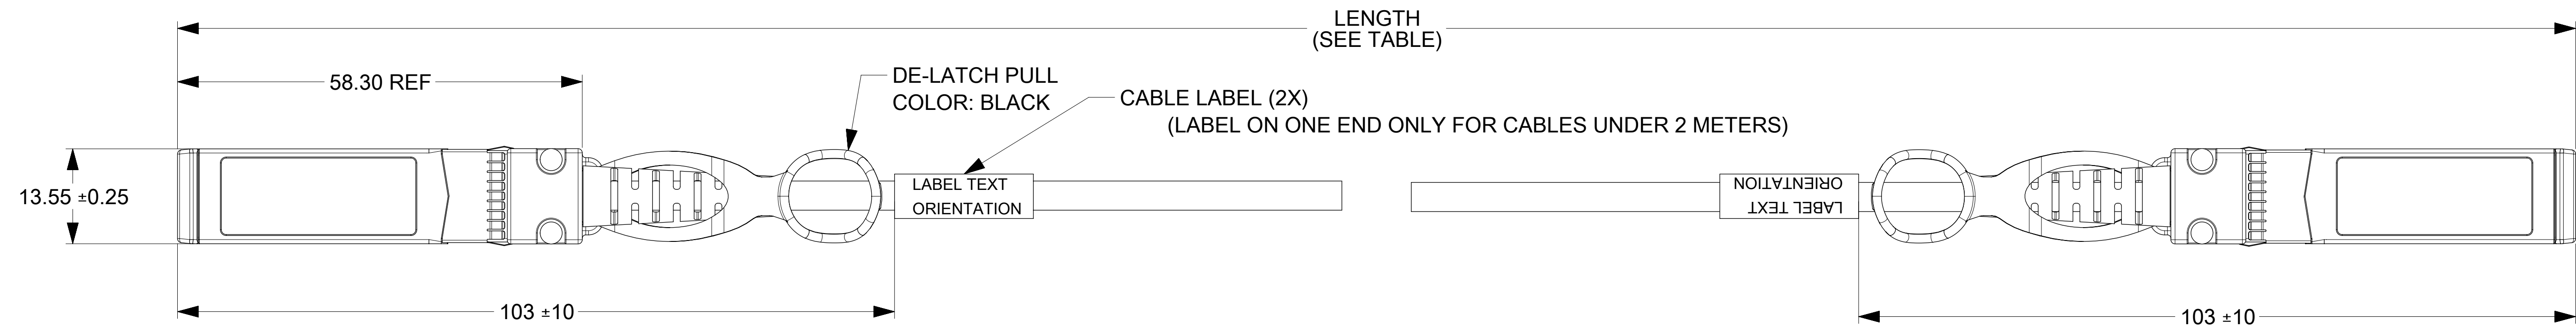 LENGTH
(SEE TABLE)
58.30 REF
DE-LATCH PULL
COLOR: BLACK
CABLE LABEL (2X)
(LABEL ON ONE END ONLY FOR CABLES UNDER 2 METERS)
13.55 ±0.25
LABEL TEXT
ORIENTATION
LABEL TEXT
ORIENTATION
103 ±10
103 ±10